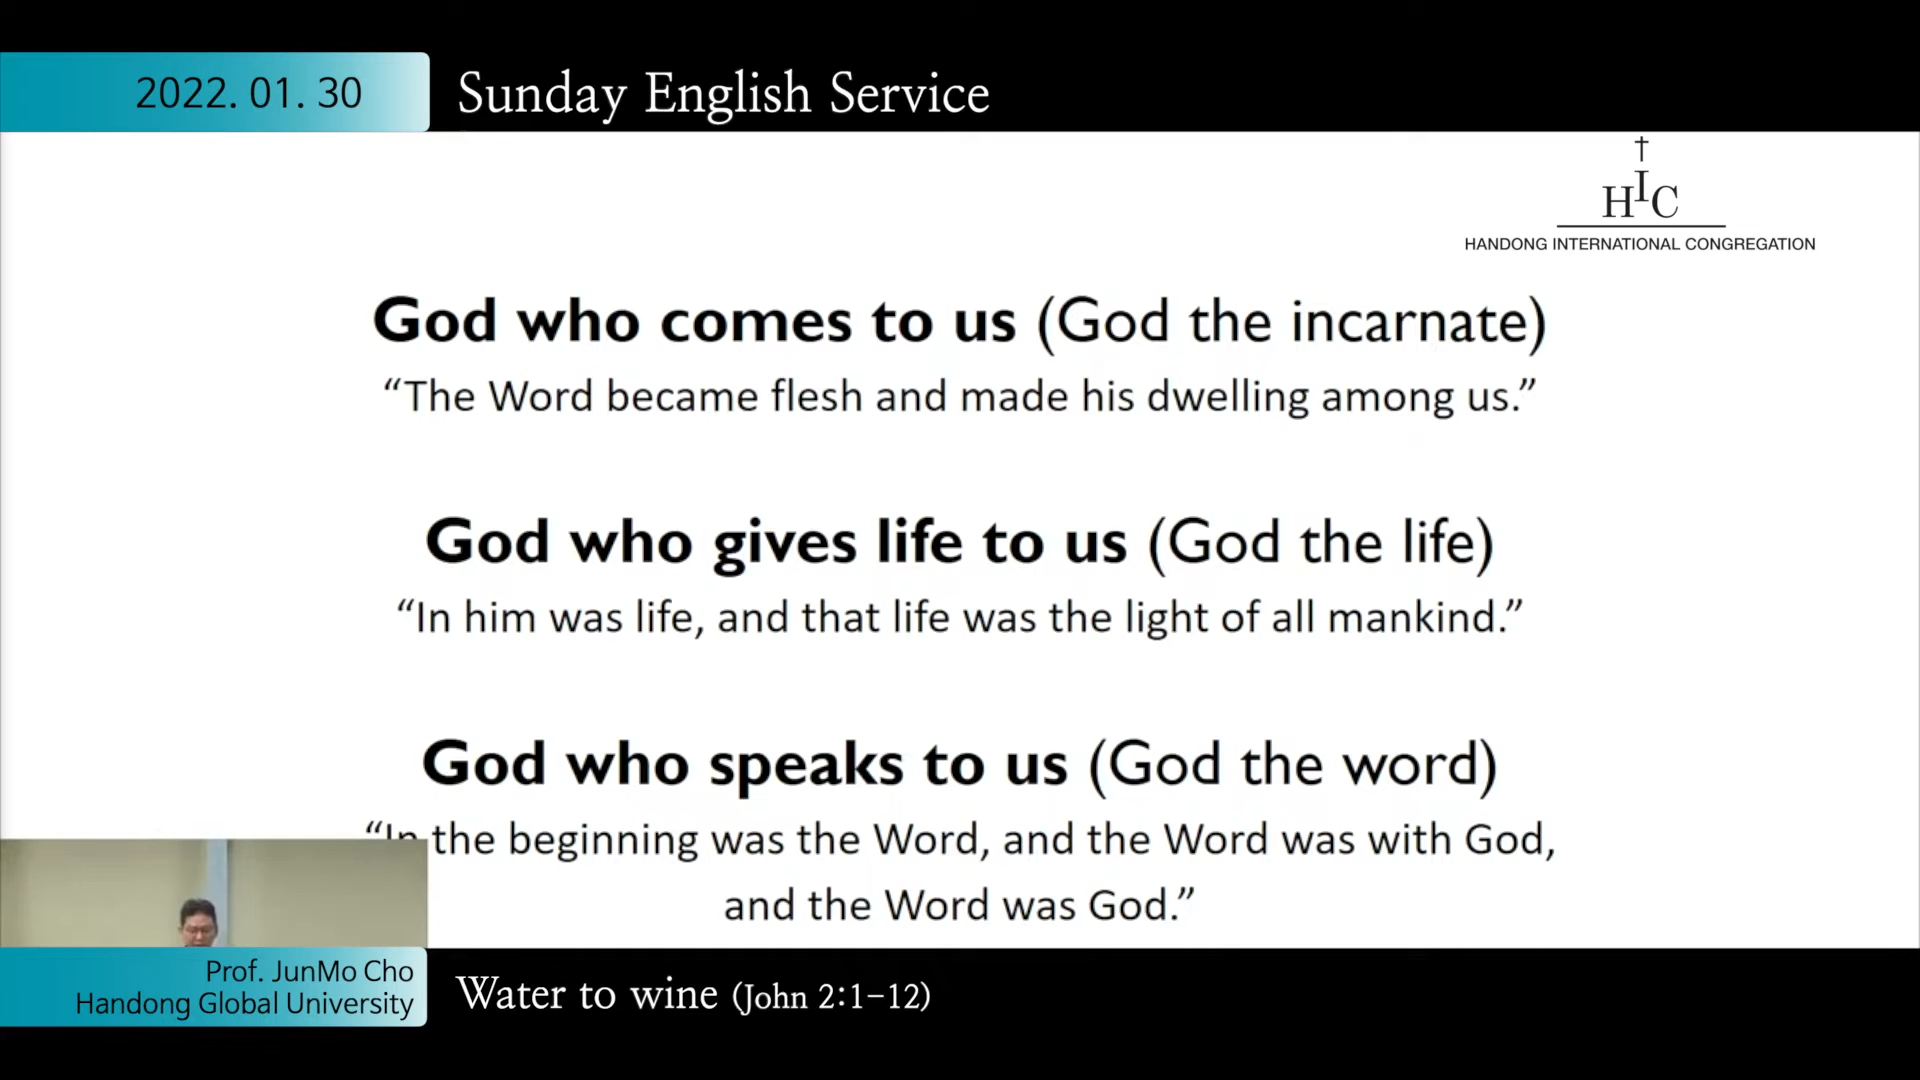 2022. 01. 30
Sunday English Service
HIC
HANDONG INTERNATIONAL CONGREGATION
God who comes to us (God the incarnate)
“The Word became flesh and made his dwelling among us.”
God who gives life to us (God the life)
“In him was life, and that life was the light of all mankind.”
God who speaks to us (God the word)
“In the beginning was the Word, and the Word was with God,
and the Word was God.”
Prof. JunMo Cho
Handong Global University
Water to wine (John 2:1-12)